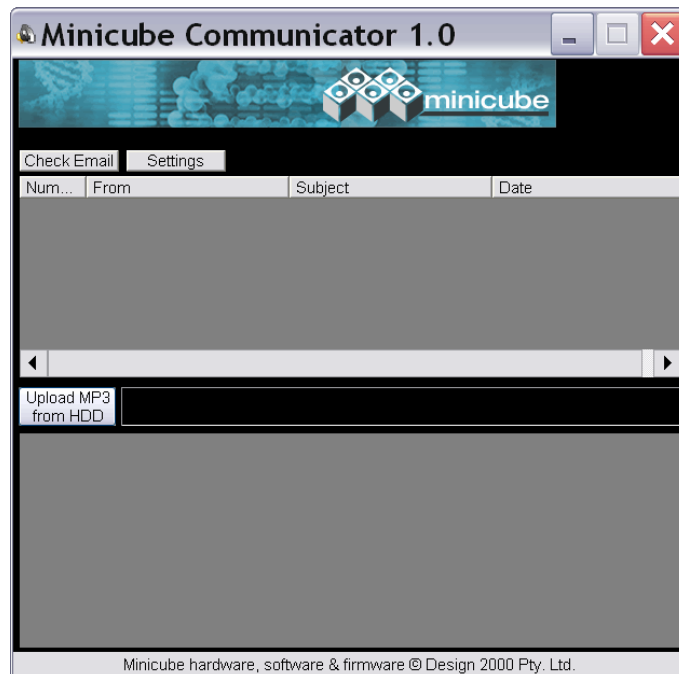 Minicube Communicator 1.0
minicube
Check Email Settings
Num... From Subject Date
Upload MP3
from HDD
Minicube hardware, software & firmware © Design 2000 Pty. Ltd.